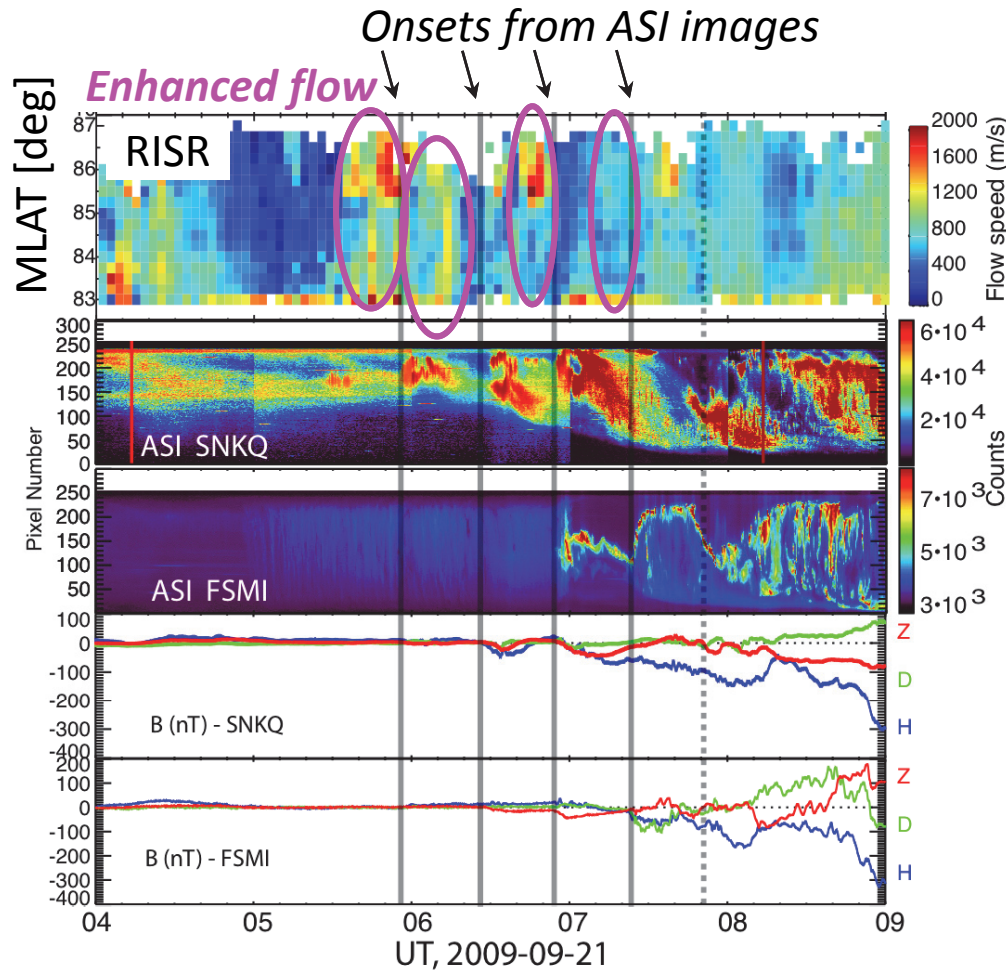 Onsets from ASI images
Enhanced flow
MLAT [deg]
87
86
85
84
83
RISR
2000
1600
1200
800
400
0
Flow speed (m/s)
300
250
200
150
100
50
0
ASI SNKQ
6•10⁴
4•10⁴
2•10⁴
Counts
Pixel Number
250
200
150
100
50
ASI FSMI
7•10³
5•10³
3•10³
100
0
-100
-200
-300
-400
B (nT) - SNKQ
Z
D
H
200
100
0
-100
-200
-300
-400
B (nT) - FSMI
Z
D
H
04 05 06 07 08 09
UT, 2009-09-21